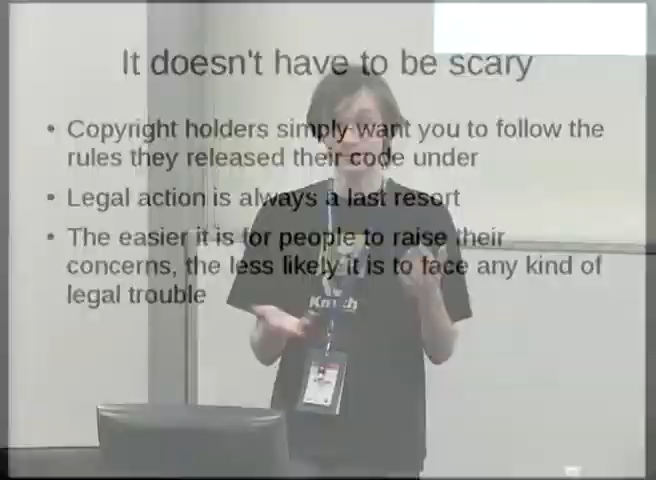 It doesn't have to be scary
• Copyright holders simply want you to follow the
rules they released their code under
• Legal action is always a last resort
• The easier it is for people to raise their
concerns, the less likely it is to face any kind of
legal trouble